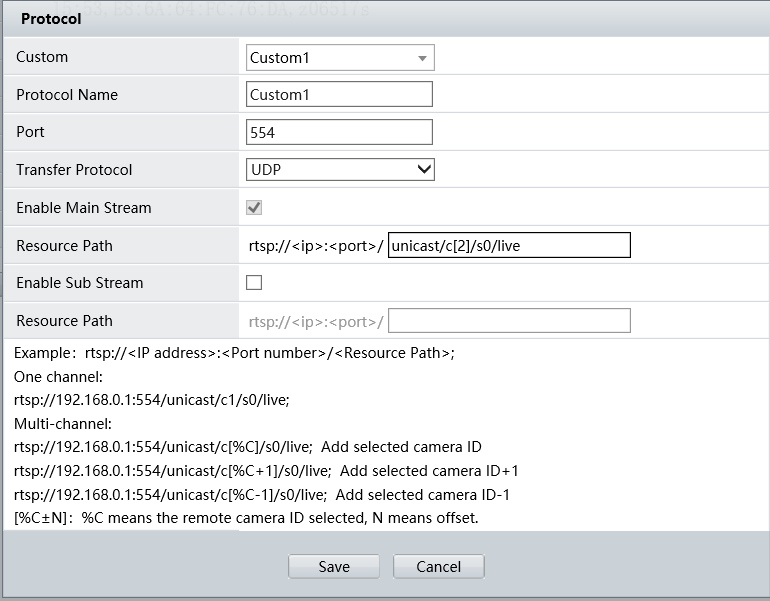 Protocol
Custom Custom1
Protocol Name Custom1
Port 554
Transfer Protocol UDP
Enable Main Stream
Resource Path rtsp://<ip>:<port>/ unicast/c[2]/s0/live
Enable Sub Stream
Resource Path rtsp://<ip>:<port>/
Example: rtsp://<IP address>:<Port number>/<Resource Path>;
One channel:
rtsp://192.168.0.1:554/unicast/c1/s0/live;
Multi-channel:
rtsp://192.168.0.1:554/unicast/c[%C]/s0/live; Add selected camera ID
rtsp://192.168.0.1:554/unicast/c[%C+1]/s0/live; Add selected camera ID+1
rtsp://192.168.0.1:554/unicast/c[%C-1]/s0/live; Add selected camera ID-1
[%C±N]: %C means the remote camera ID selected, N means offset.
Save Cancel